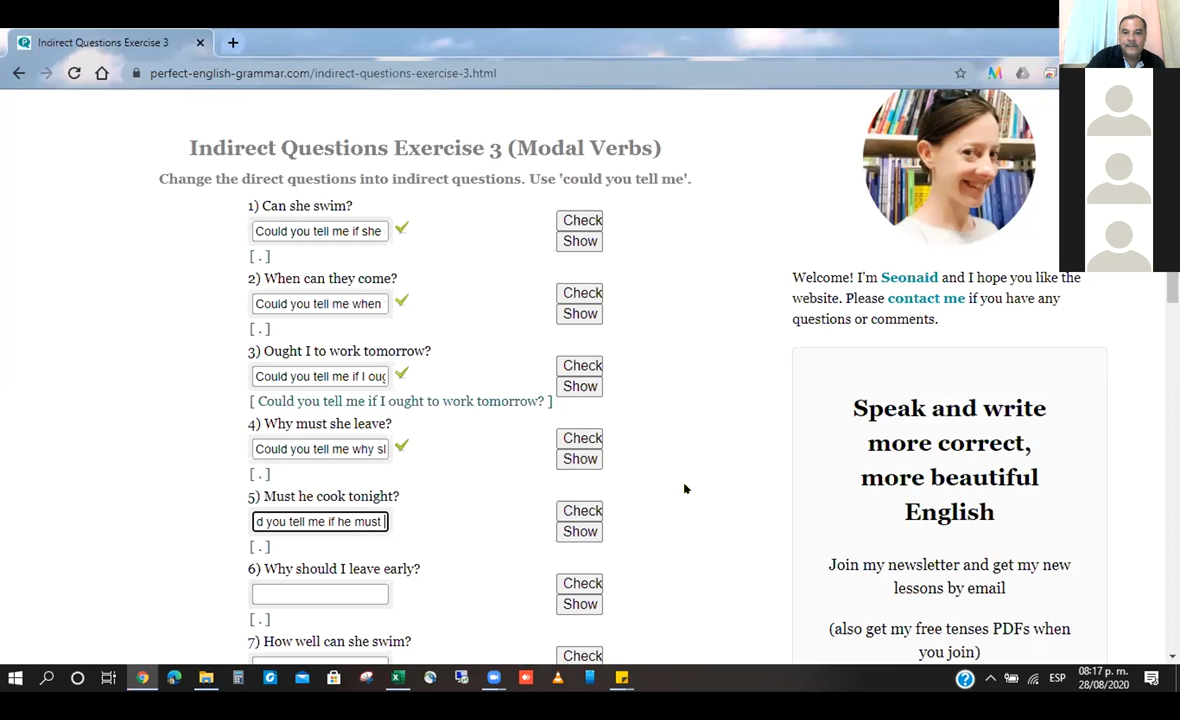 Indirect Questions Exercise 3
perfect-english-grammar.com/indirect-questions-exercise-3.html
Indirect Questions Exercise 3 (Modal Verbs)
Change the direct questions into indirect questions. Use 'could you tell me'.
1) Can she swim?
Could you tell me if she
Check
Show
[ . ]
2) When can they come?
Could you tell me when
Check
Show
[ . ]
3) Ought I to work tomorrow?
Could you tell me if I oug
Check
Show
[ Could you tell me if I ought to work tomorrow? ]
4) Why must she leave?
Could you tell me why sh
Check
Show
[ . ]
5) Must he cook tonight?
d you tell me if he must
Check
Show
[ . ]
6) Why should I leave early?
Check
Show
[ . ]
7) How well can she swim?
Check
Welcome! I'm Seonaid and I hope you like the
website. Please contact me if you have any
questions or comments.
Speak and write
more correct,
more beautiful
English
Join my newsletter and get my new
lessons by email
(also get my free tenses PDFs when
you join)
ESP
08:17 p. m.
28/08/2020